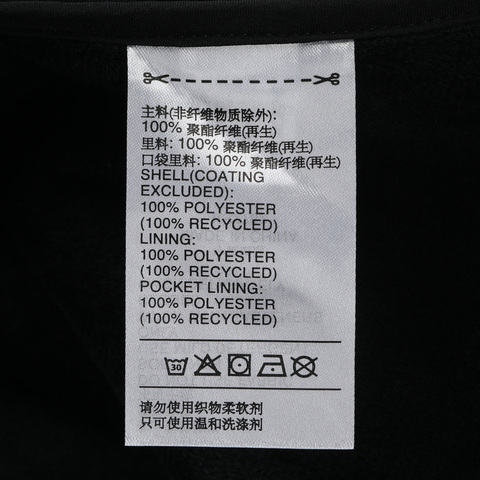 主料(非纤维物质除外):
100% 聚酯纤维(再生)
里料: 100% 聚酯纤维(再生)
口袋里料: 100% 聚酯纤维(再生)
SHELL(COATING
EXCLUDED):
100% POLYESTER
(100% RECYCLED)
LINING:
100% POLYESTER
(100% RECYCLED)
POCKET LINING:
100% POLYESTER
(100% RECYCLED)
30
请勿使用织物柔软剂
只可使用温和洗涤剂